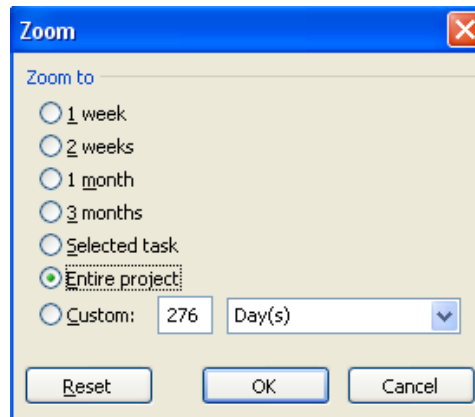 Zoom
Zoom to
1 week
2 weeks
1 month
3 months
Selected task
Entire project
Custom: 276 Day(s)
Reset OK Cancel